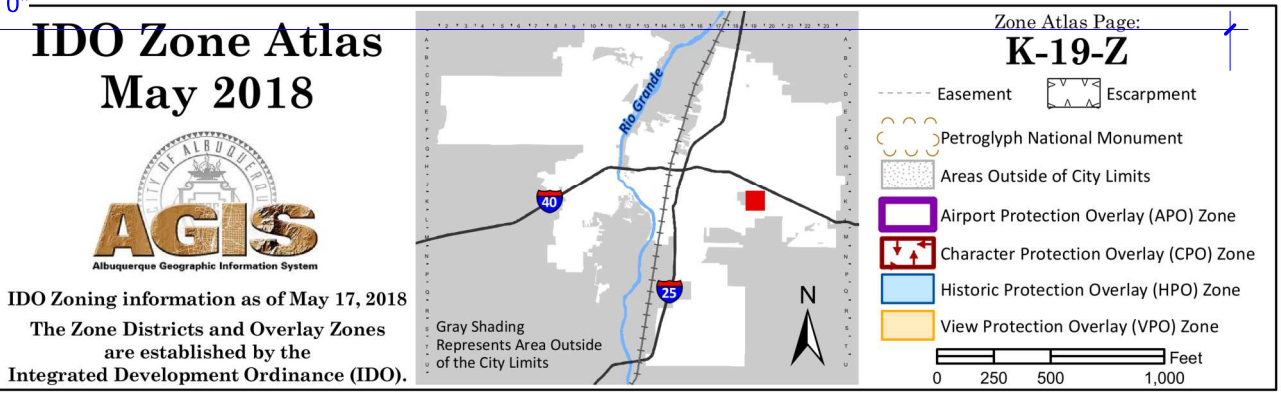 0"
IDO Zone Atlas
May 2018
CITY OF ALBUQUERQUE
AGIS
Albuquerque Geographic Information System
IDO Zoning information as of May 17, 2018
The Zone Districts and Overlay Zones
are established by the
Integrated Development Ordinance (IDO).
Rio Grande
40
25
N
Gray Shading
Represents Area Outside
of the City Limits
Zone Atlas Page:
K-19-Z
Easement
Escarpment
Petroglyph National Monument
Areas Outside of City Limits
Airport Protection Overlay (APO) Zone
Character Protection Overlay (CPO) Zone
Historic Protection Overlay (HPO) Zone
View Protection Overlay (VPO) Zone
Feet
0 250 500 1,000